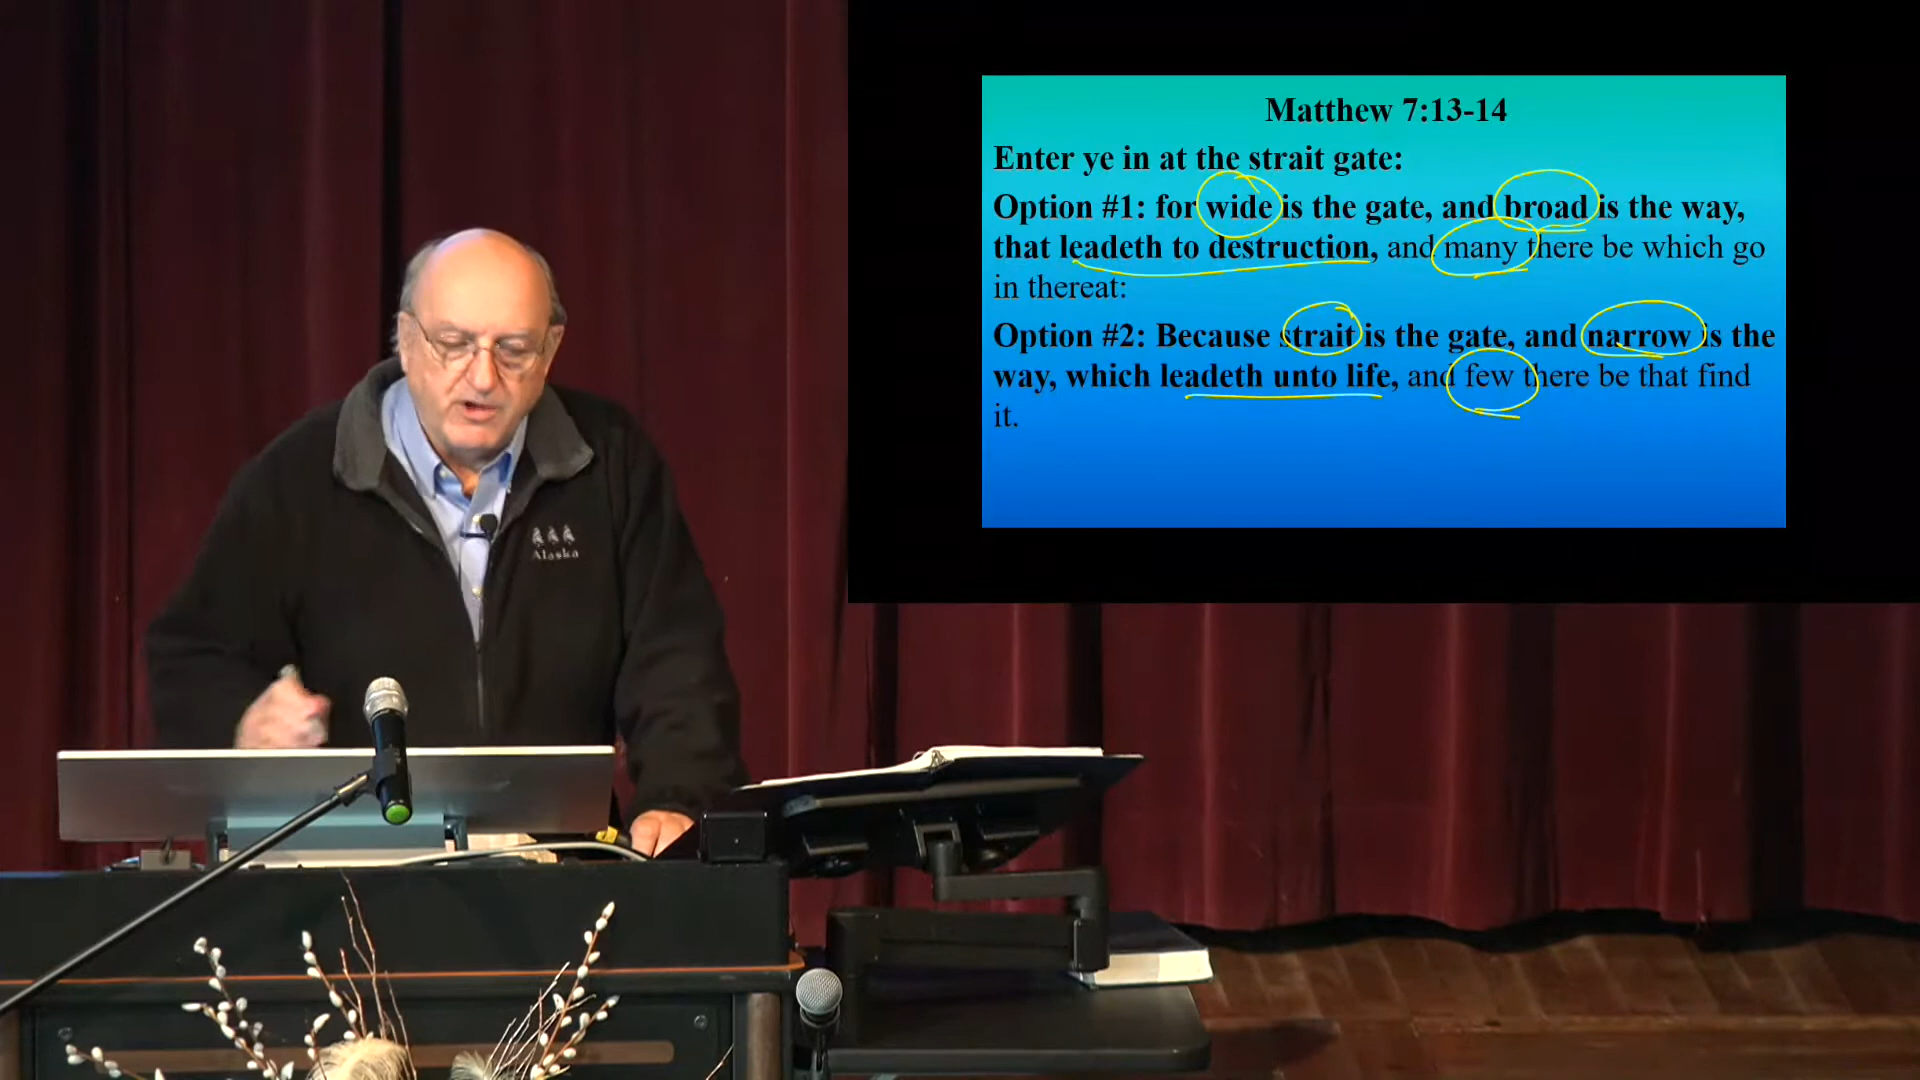 Matthew 7:13-14
Enter ye in at the strait gate:
Option #1: for wide is the gate, and broad is the way,
that leadeth to destruction, and many there be which go
in thereat:
Option #2: Because strait is the gate, and narrow is the
way, which leadeth unto life, and few there be that find
it.
Alaska